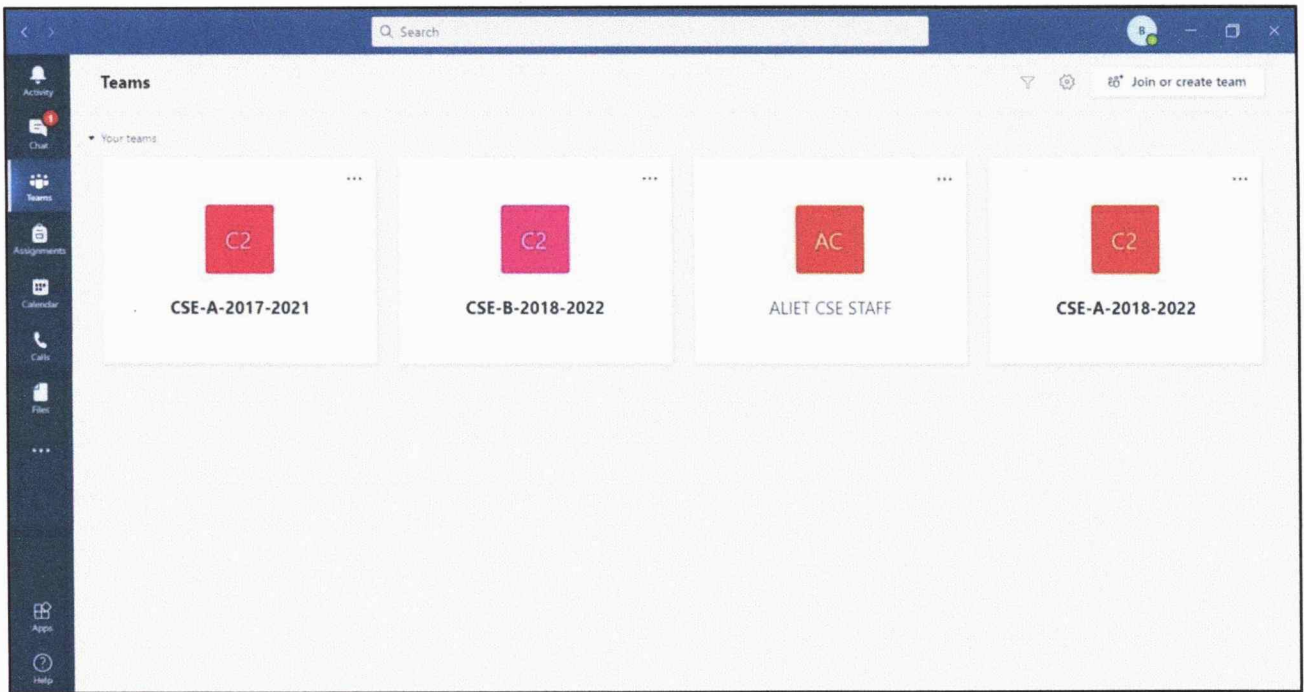 Search
B
Activity
Teams
Join or create team
1
Chat
Your teams
Teams
C2
C2
AC
C2
Assignments
CSE-A-2017-2021
CSE-B-2018-2022
ALIET CSE STAFF
CSE-A-2018-2022
Calendar
Calls
Files
Apps
?
Help